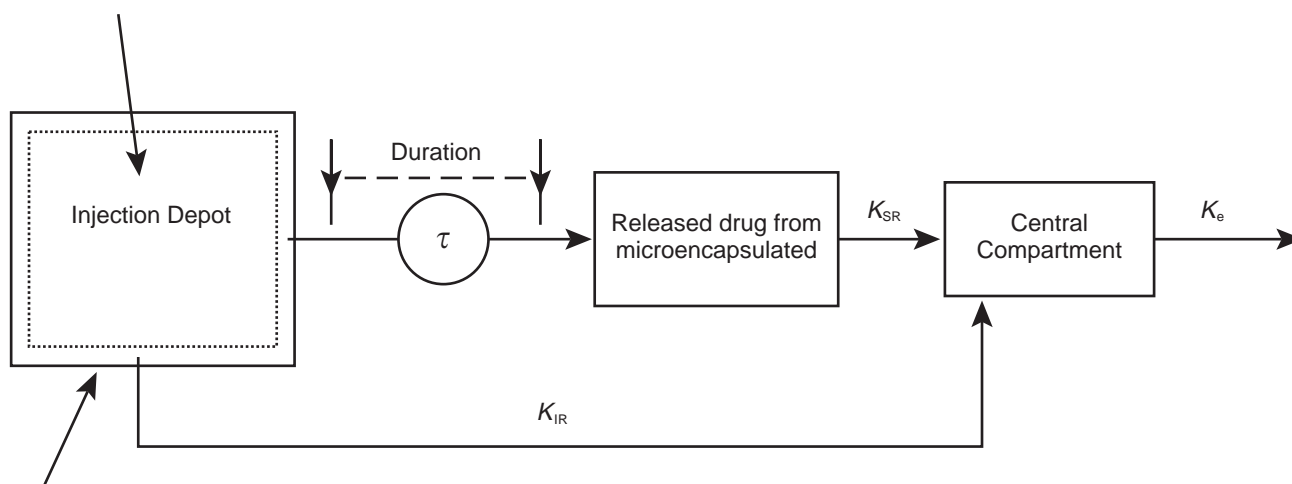 Duration
Injection Depot
τ
Released drug from
microencapsulated
K_SR
Central
Compartment
K_e
K_IR